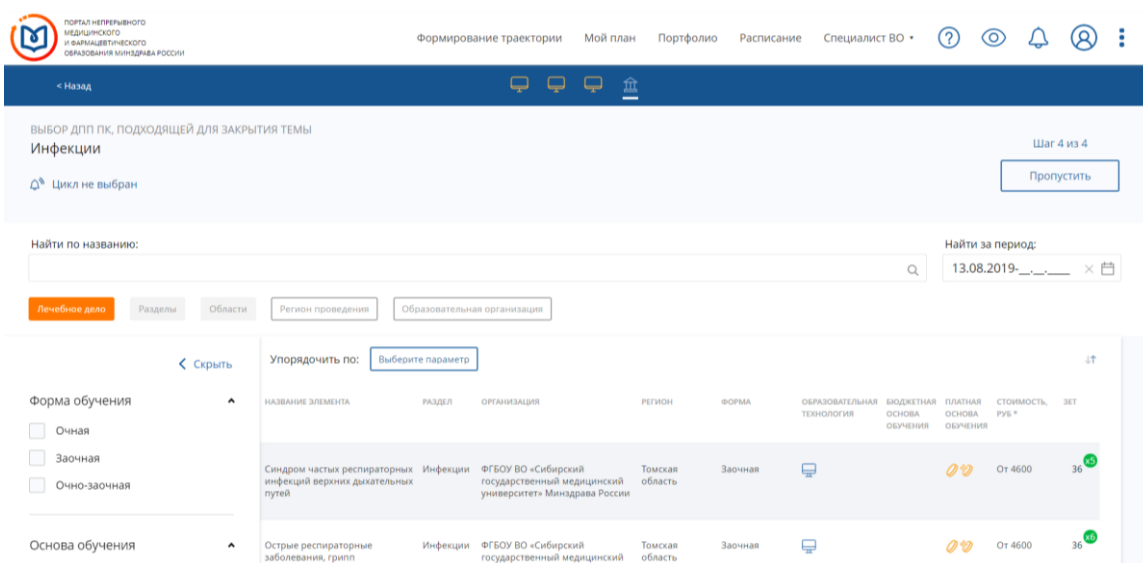 ПОРТАЛ НЕПРЕРЫВНОГО
МЕДИЦИНСКОГО
И ФАРМАЦЕВТИЧЕСКОГО
ОБРАЗОВАНИЯ МИНЗДРАВА РОССИИ
Формирование траектории Мой план Портфолио Расписание Специалист ВО
< Назад
ВЫБОР ДПП ПК, ПОДХОДЯЩЕЙ ДЛЯ ЗАКРЫТИЯ ТЕМЫ
Инфекции
Шаг 4 из 4
Цикл не выбран
Пропустить
Найти по названию:
Найти за период:
13.08.2019-__.__.____
Лечебное дело Разделы Области Регион проведения Образовательная организация
Скрыть
Упорядочить по: Выберите параметр
Форма обучения
Очная
Заочная
Очно-заочная
Основа обучения
НАЗВАНИЕ ЭЛЕМЕНТА РАЗДЕЛ ОРГАНИЗАЦИЯ РЕГИОН ФОРМА ОБРАЗОВАТЕЛЬНАЯ БЮДЖЕТНАЯ ПЛАТНАЯ СТОИМОСТЬ, ЗЕТ
ТЕХНОЛОГИЯ ОСНОВА ОСНОВА РУБ *
ОБУЧЕНИЯ ОБУЧЕНИЯ
Синдром частых респираторных Инфекции ФГБОУ ВО «Сибирский Томская Заочная От 4600 36 x5
инфекций верхних дыхательных государственный медицинский область
путей университет» Минздрава России
Острые респираторные Инфекции ФГБОУ ВО «Сибирский Томская Заочная От 4600 36 x6
заболевания, грипп государственный медицинский область